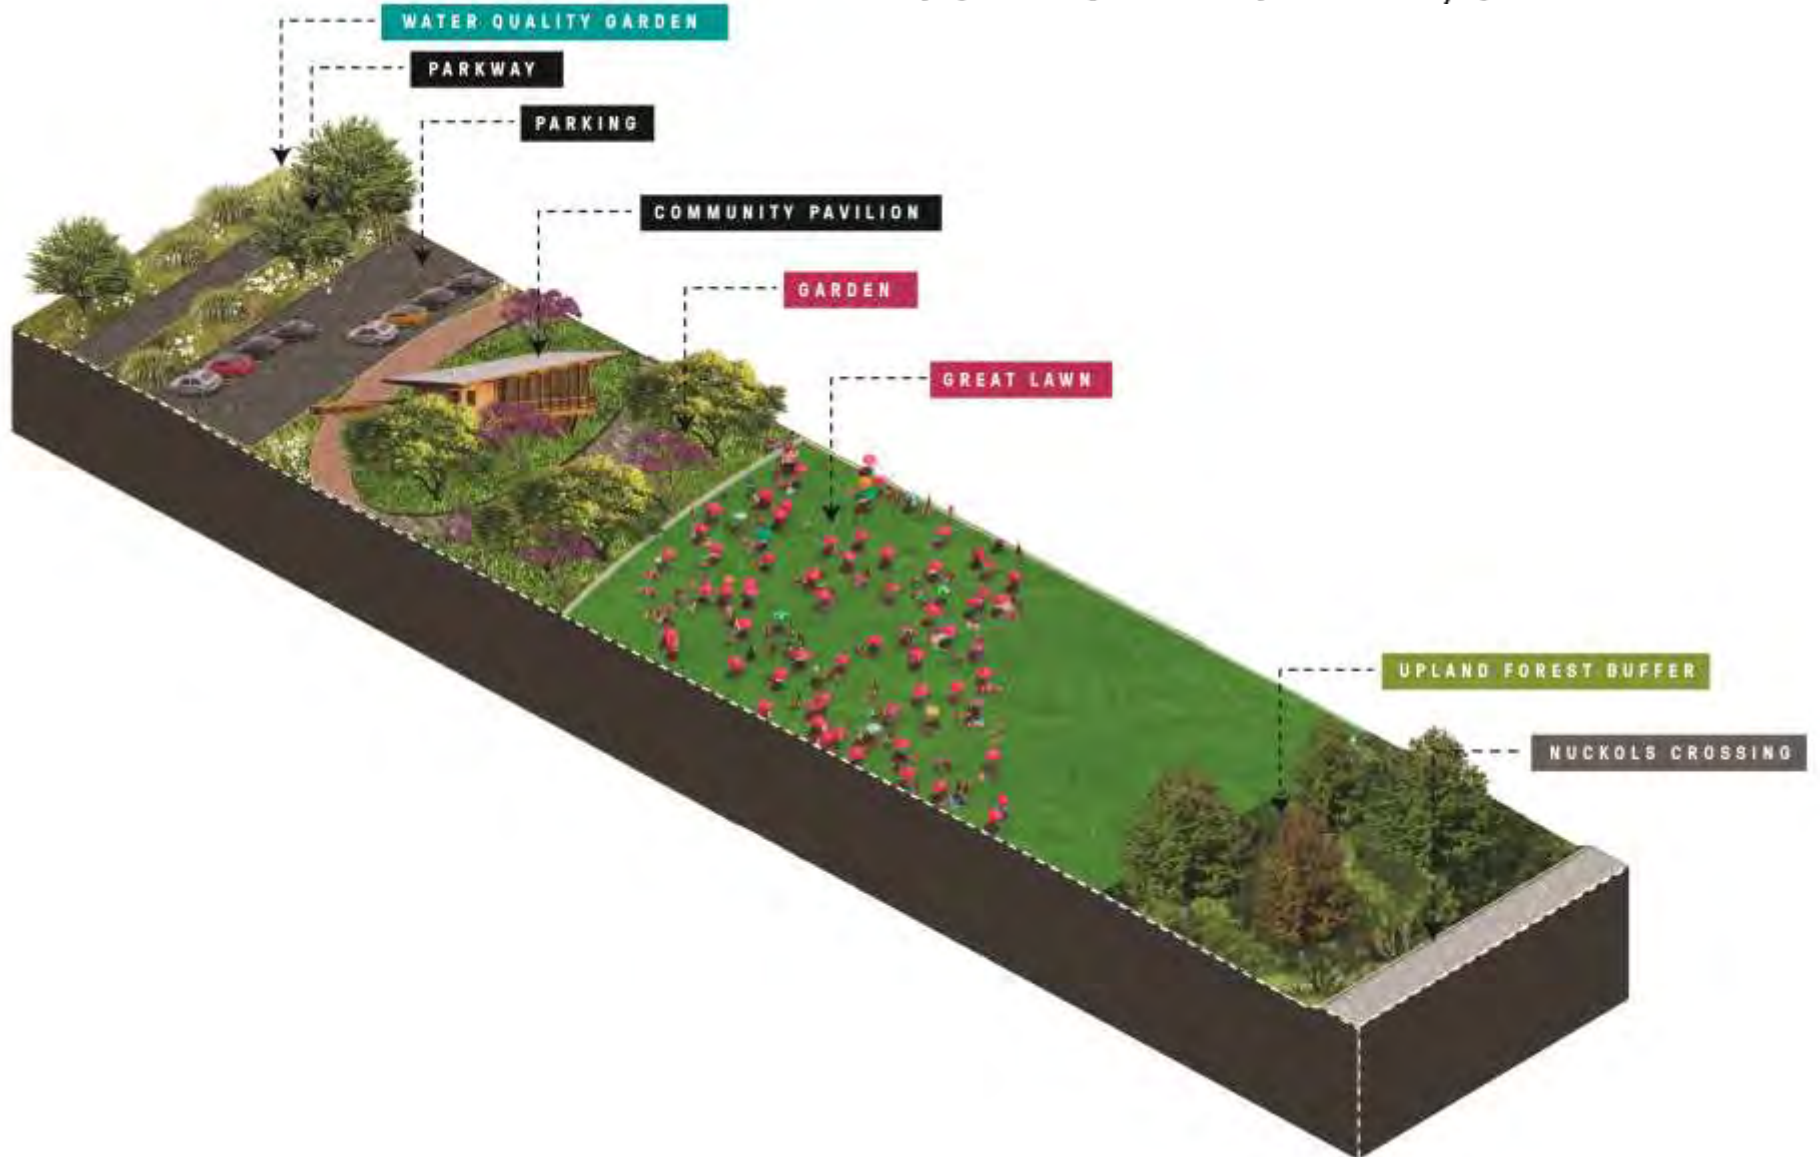 WATER QUALITY GARDEN
PARKWAY
PARKING
COMMUNITY PAVILION
GARDEN
GREAT LAWN
UPLAND FOREST BUFFER
NUCKOLS CROSSING